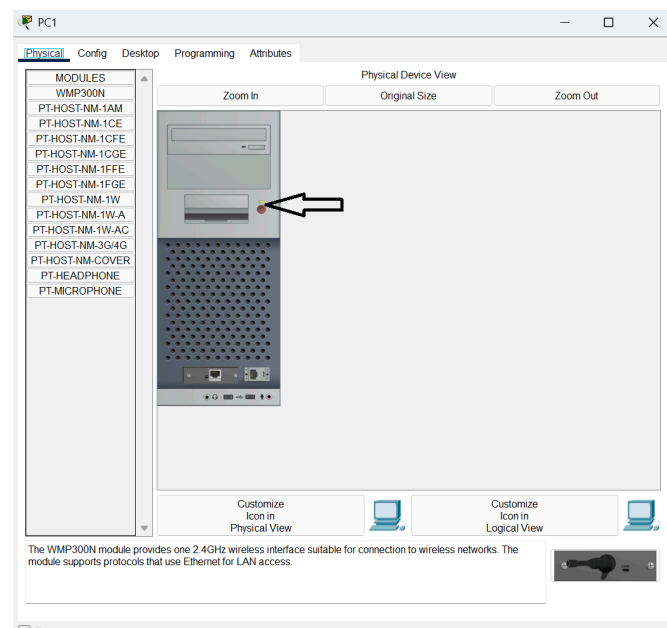 PC1
Physical Config Desktop Programming Attributes
MODULES
WMP300N
PT-HOST-NM-1AM
PT-HOST-NM-1CE
PT-HOST-NM-1CFE
PT-HOST-NM-1CGE
PT-HOST-NM-1FFE
PT-HOST-NM-1FGE
PT-HOST-NM-1W
PT-HOST-NM-1W-A
PT-HOST-NM-1W-AC
PT-HOST-NM-3G/4G
PT-HOST-NM-COVER
PT-HEADPHONE
PT-MICROPHONE
Physical Device View
Zoom In Original Size Zoom Out
Customize
Icon in
Physical View
Customize
Icon in
Logical View
The WMP300N module provides one 2.4GHz wireless interface suitable for connection to wireless networks. The
module supports protocols that use Ethernet for LAN access.